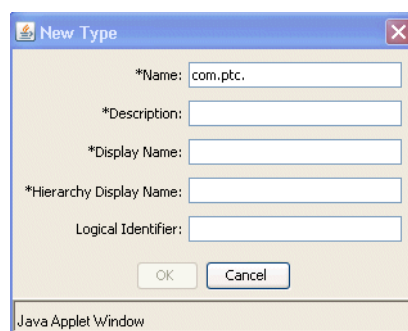 New Type
*Name: com.ptc.
*Description:
*Display Name:
*Hierarchy Display Name:
Logical Identifier:
OK Cancel
Java Applet Window